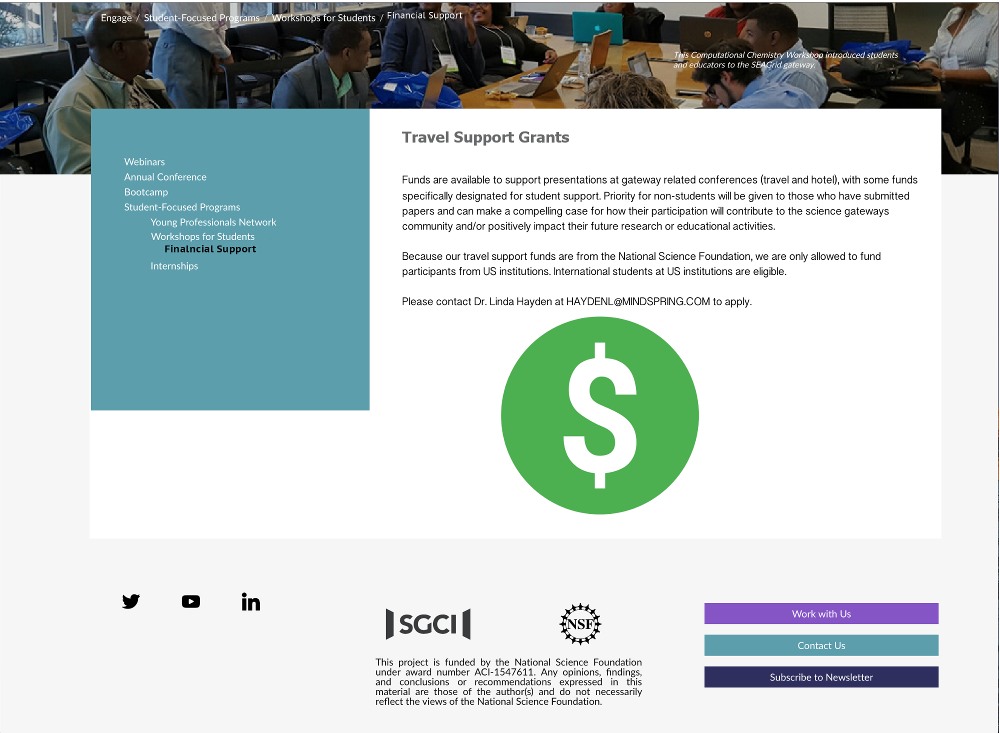 Engage / Student-Focused Programs / Workshops for Students / Financial Support
This Computational Chemistry Workshop introduced students
and educators to the SEAGrid gateway.
Webinars
Annual Conference
Bootcamp
Student-Focused Programs
Young Professionals Network
Workshops for Students
Finalncial Support
Internships
Travel Support Grants
Funds are available to support presentations at gateway related conferences (travel and hotel), with some funds
specifically designated for student support. Priority for non-students will be given to those who have submitted
papers and can make a compelling case for how their participation will contribute to the science gateways
community and/or positively impact their future research or educational activities.
Because our travel support funds are from the National Science Foundation, we are only allowed to fund
participants from US institutions. International students at US institutions are eligible.
Please contact Dr. Linda Hayden at HAYDENL@MINDSPRING.COM to apply.
$
in
SGCI
NSF
This project is funded by the National Science Foundation
under award number ACI-1547611. Any opinions, findings,
and conclusions or recommendations expressed in this
material are those of the author(s) and do not necessarily
reflect the views of the National Science Foundation.
Work with Us
Contact Us
Subscribe to Newsletter